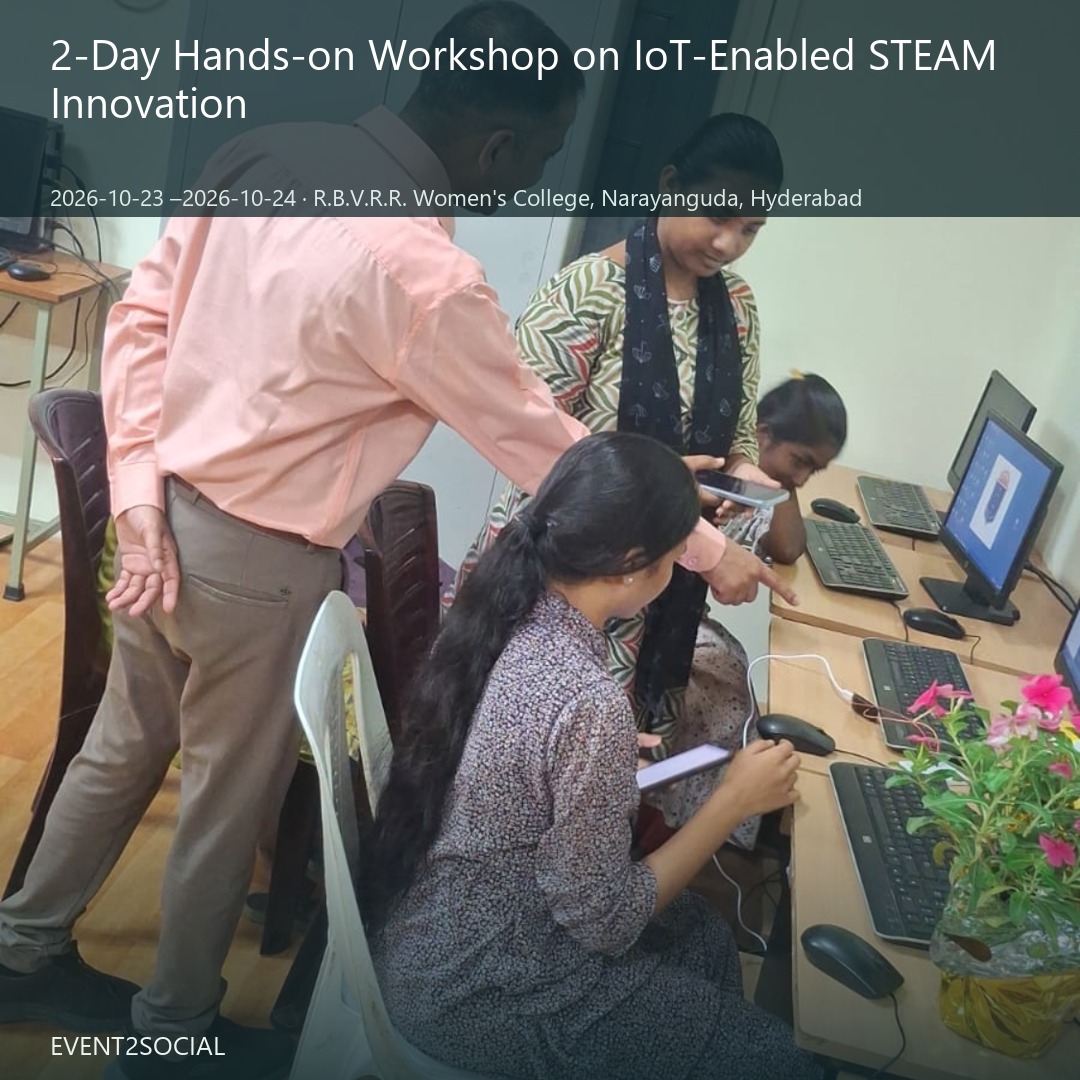 2-Day Hands-on Workshop on IoT-Enabled STEAM
Innovation
2026-10-23 –2026-10-24 · R.B.V.R.R. Women's College, Narayanguda, Hyderabad
EVENT2SOCIAL